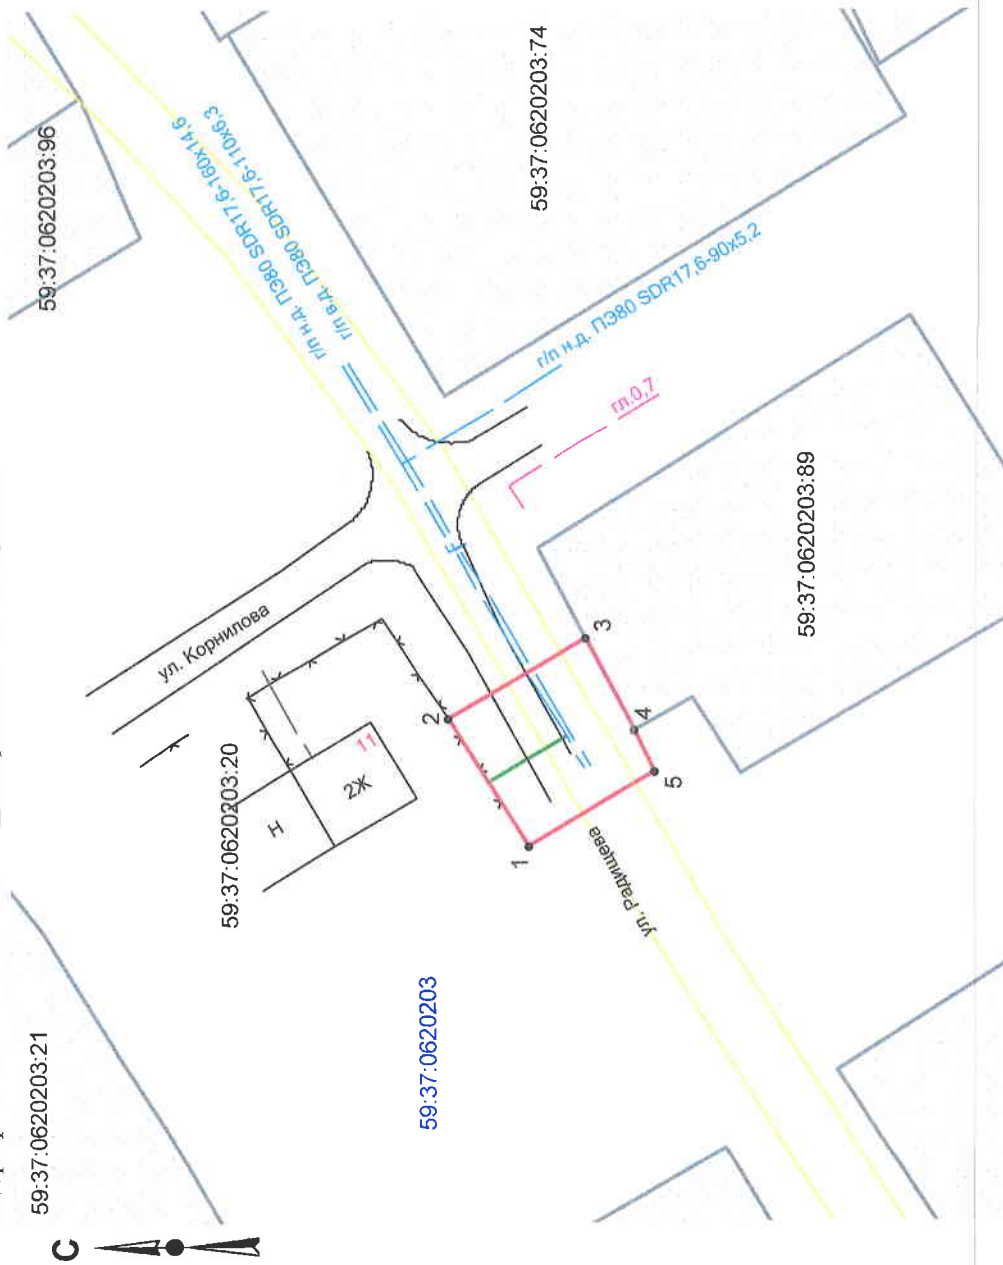 59:37:0620203:21
С
59:37:0620203:20
59:37:0620203:96
59:37:0620203:74
59:37:0620203:89
59:37:0620203
ул. Корнилова
ул. Радищева
г/п н.д. ПЭ80 SDR17,6-160х14,6
г/п в.д. ПЭ80 SDR17,6-110х6,3
г/п н.д. ПЭ80 SDR17,6-90х5,2
гл.0,7
Н
2Ж
11
1
2
3
4
5